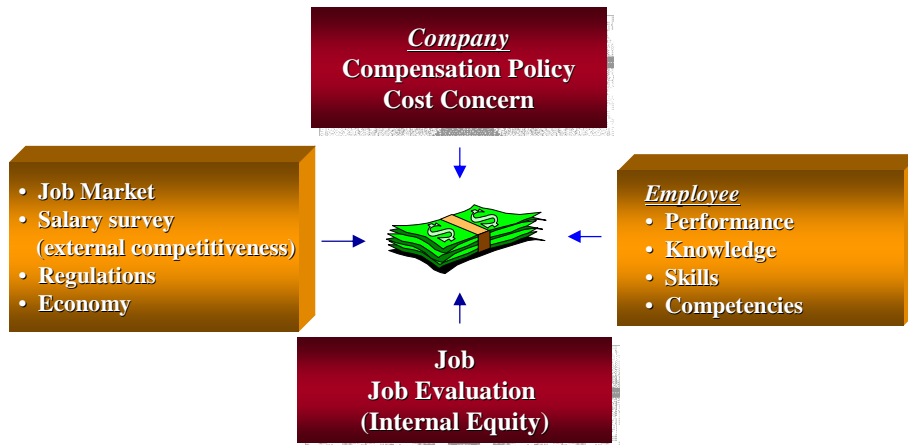 Company
Compensation Policy
Cost Concern
• Job Market
• Salary survey
(external competitiveness)
• Regulations
• Economy
$ $
Employee
• Performance
• Knowledge
• Skills
• Competencies
Job
Job Evaluation
(Internal Equity)